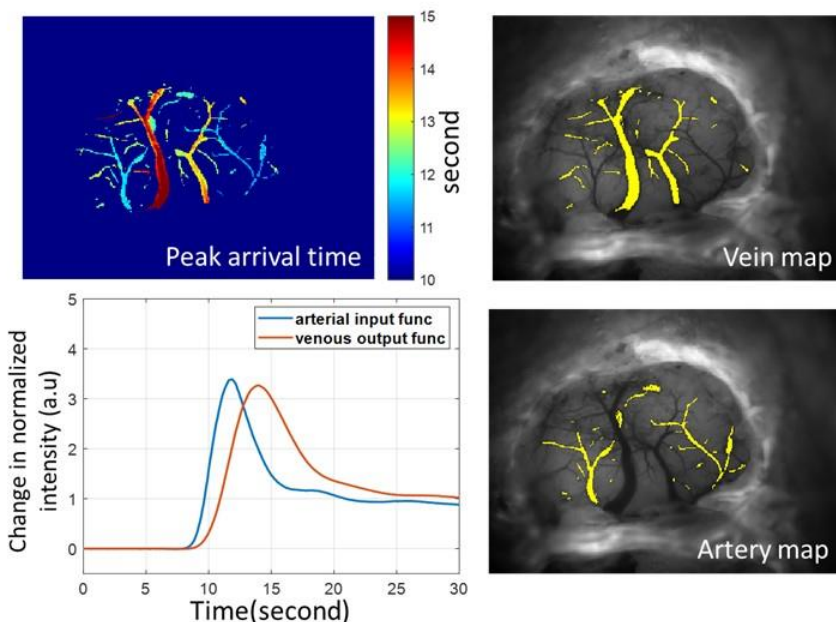 15
14
13
12
11
10
second
Peak arrival time
Vein map
5
4
3
2
1
0
Change in normalized
intensity (a.u)
arterial input func
venous output func
0 5 10 15 20 25 30
Time(second)
Artery map